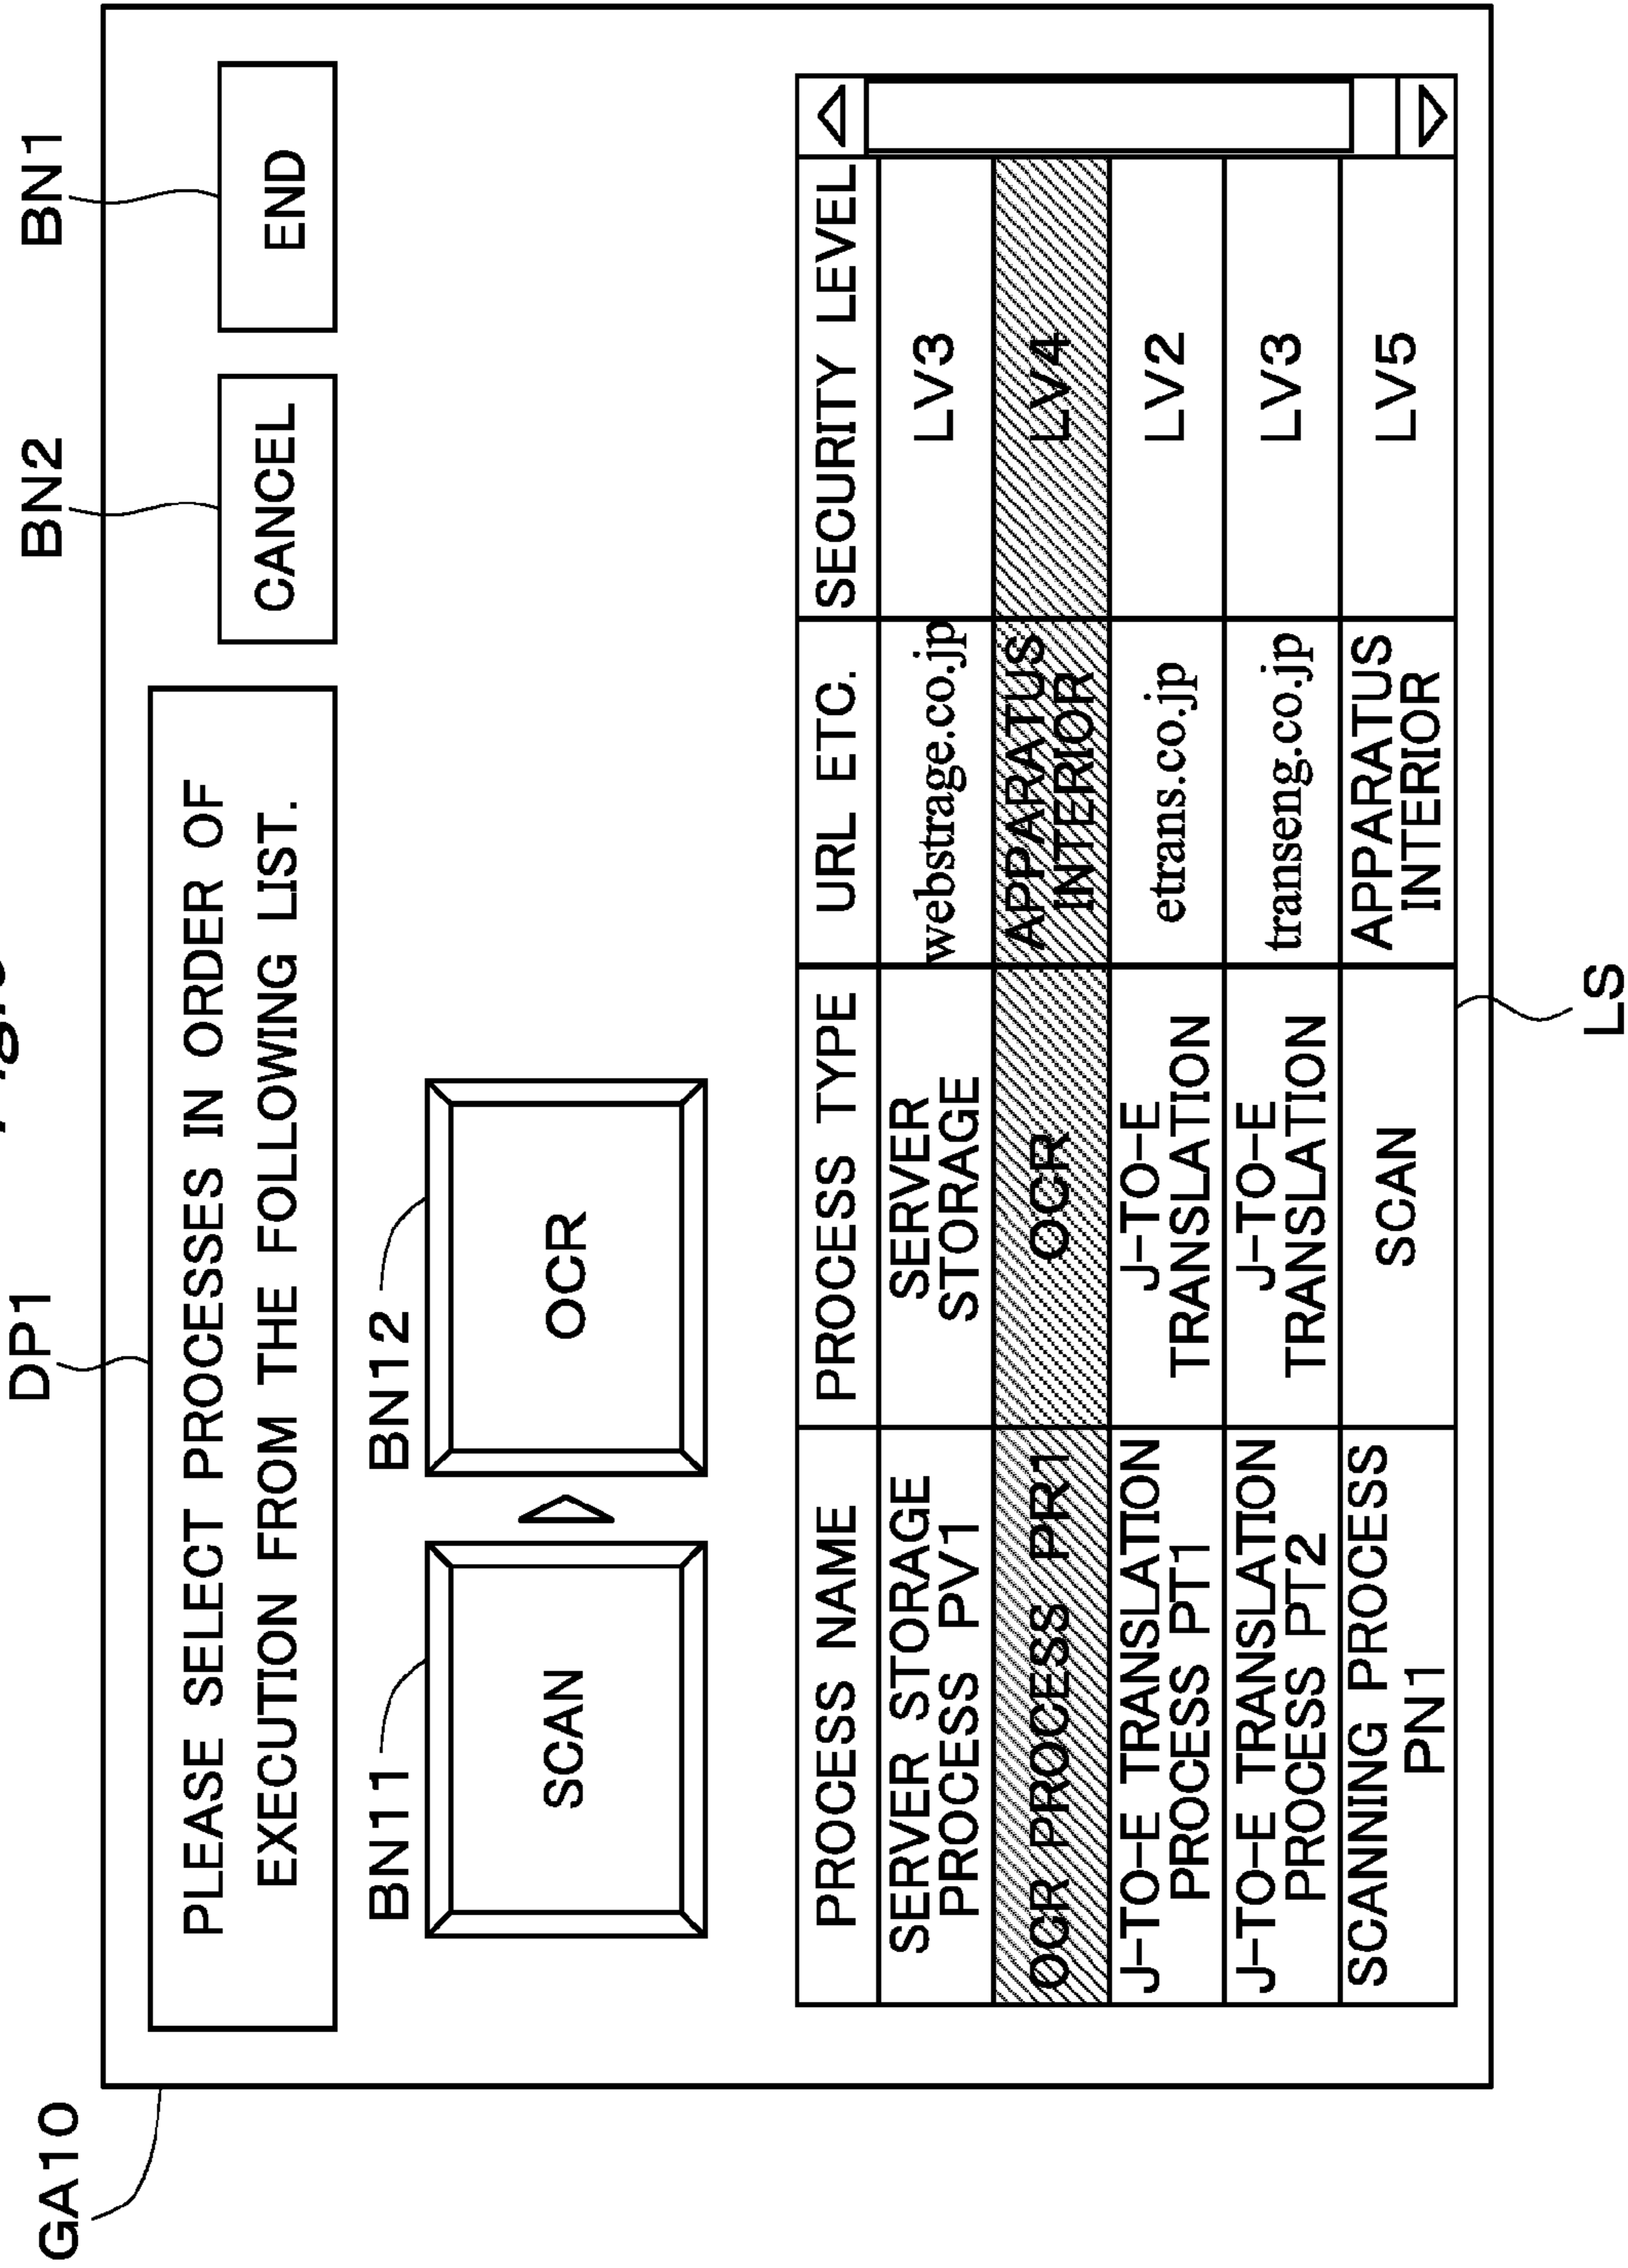 GA10
DP1
BN2
BN1
PLEASE SELECT PROCESSES IN ORDER OF
EXECUTION FROM THE FOLLOWING LIST.
CANCEL
END
BN11
BN12
SCAN
OCR
PROCESS NAME PROCESS TYPE URL ETC. SECURITY LEVEL
SERVER STORAGE
PROCESS PV1
SERVER
STORAGE
webstrage.co.jp
LV3
OCR PROCESS PR1
OCR
APPARATUS
INTERIOR
LV4
J-TO-E TRANSLATION
PROCESS PT1
J-TO-E
TRANSLATION
etrans.co.jp
LV2
J-TO-E TRANSLATION
PROCESS PT2
J-TO-E
TRANSLATION
transeng.co.jp
LV3
SCANNING PROCESS
PN1
SCAN
APPARATUS
INTERIOR
LV5
LS